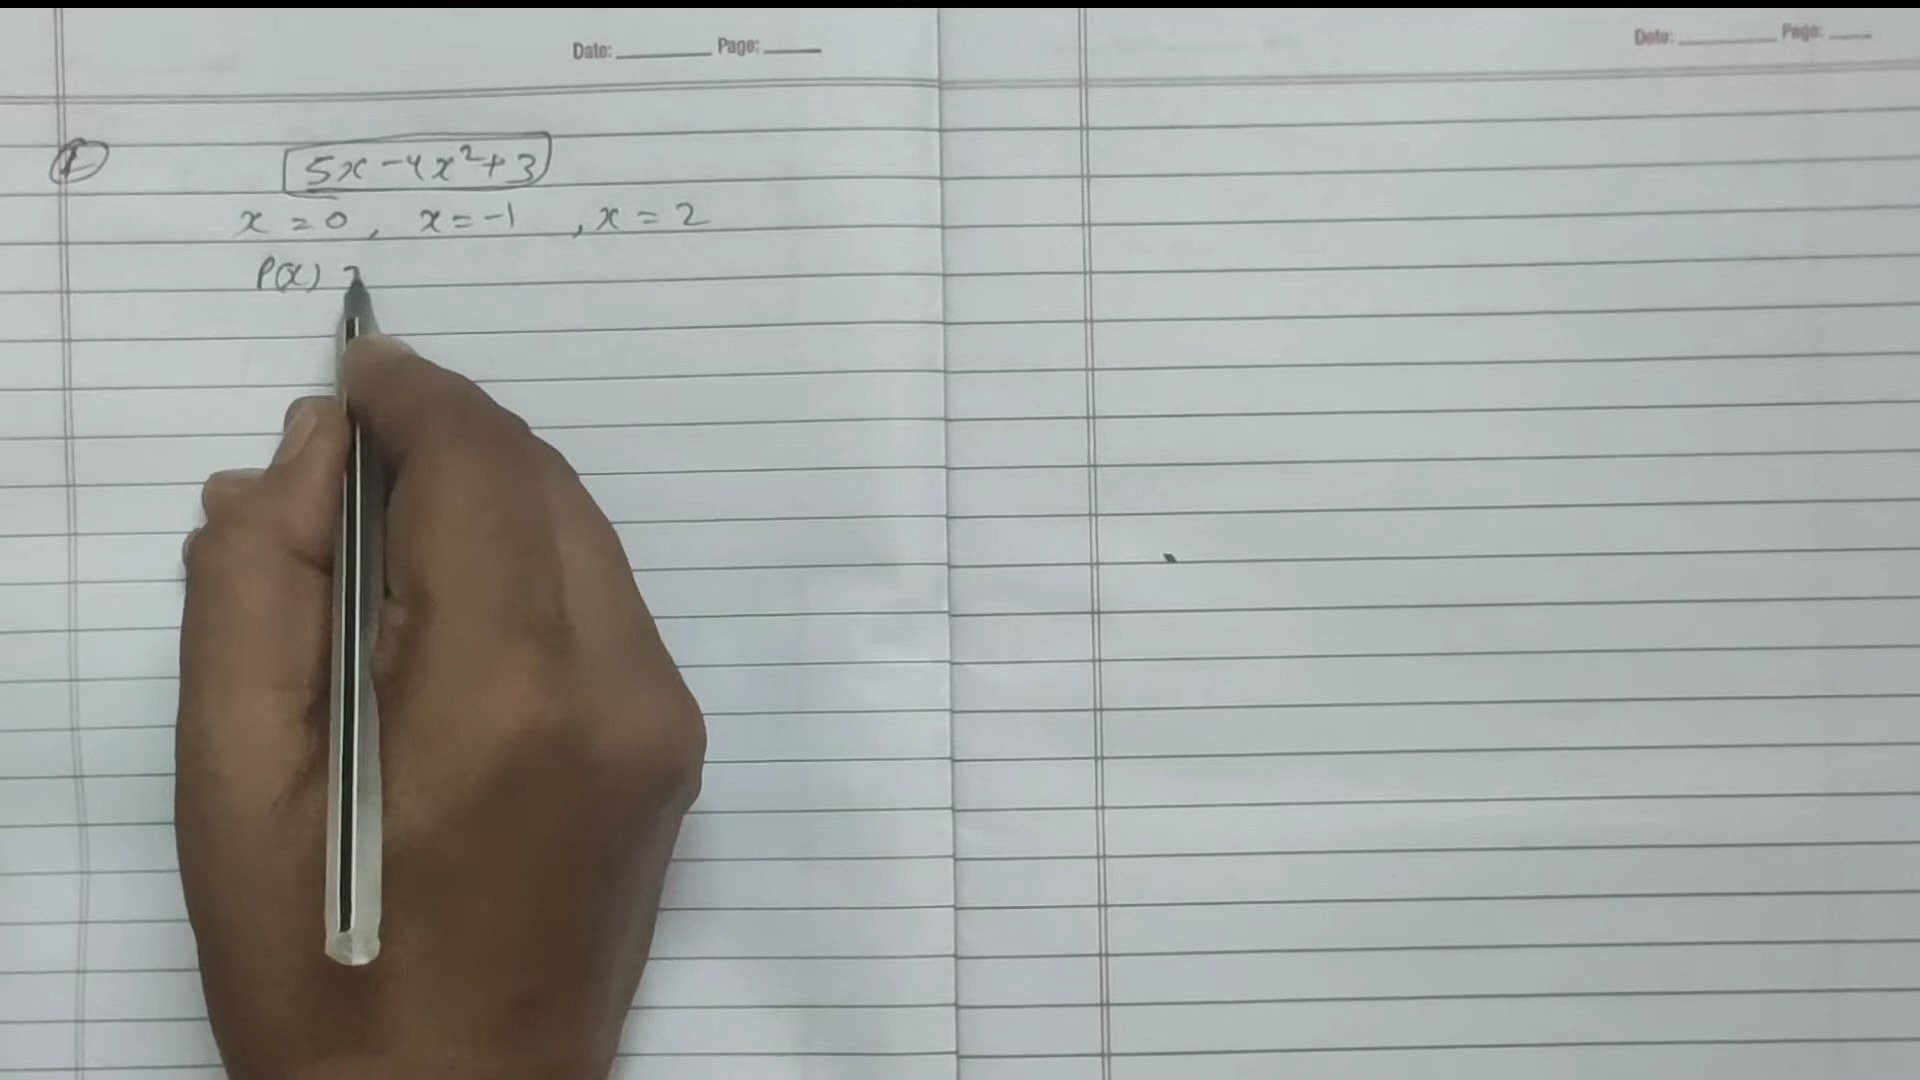 Date: Page:
Date: Page:
1
5x-4x²+3
x=0, x=-1, x=2
P(x) =